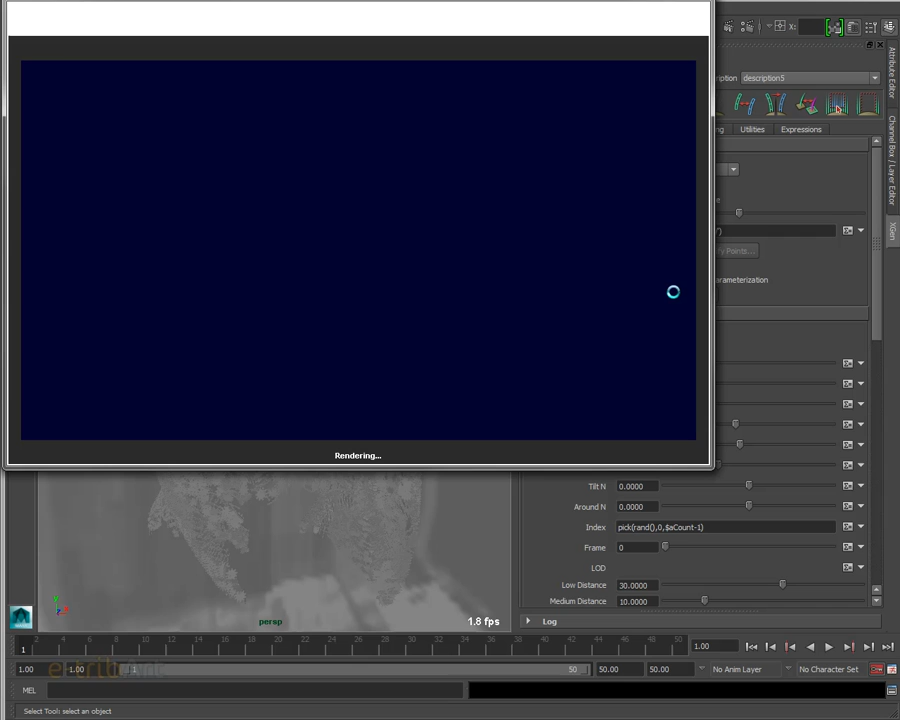 X:
iption
description5
ng
Utilities
Expressions
e
')
fy Points...
arameterization
Rendering...
Tilt N
0.0000
Around N
0.0000
Index
pick(rand(),0,$aCount-1)
Frame
0
LOD
Low Distance
30.0000
Medium Distance
10.0000
Log
Attribute Editor
Channel Box / Layer Editor
XGen
persp
1.8 fps
y
2 4 6 8 10 12 14 16 18 20 22 24 26 28 30 32 34 36 38 40 42 44 46 48 50
1
1.00
1.00
1.00
1
50
50.00
50.00
No Anim Layer
No Character Set
MEL
Select Tool: select an object